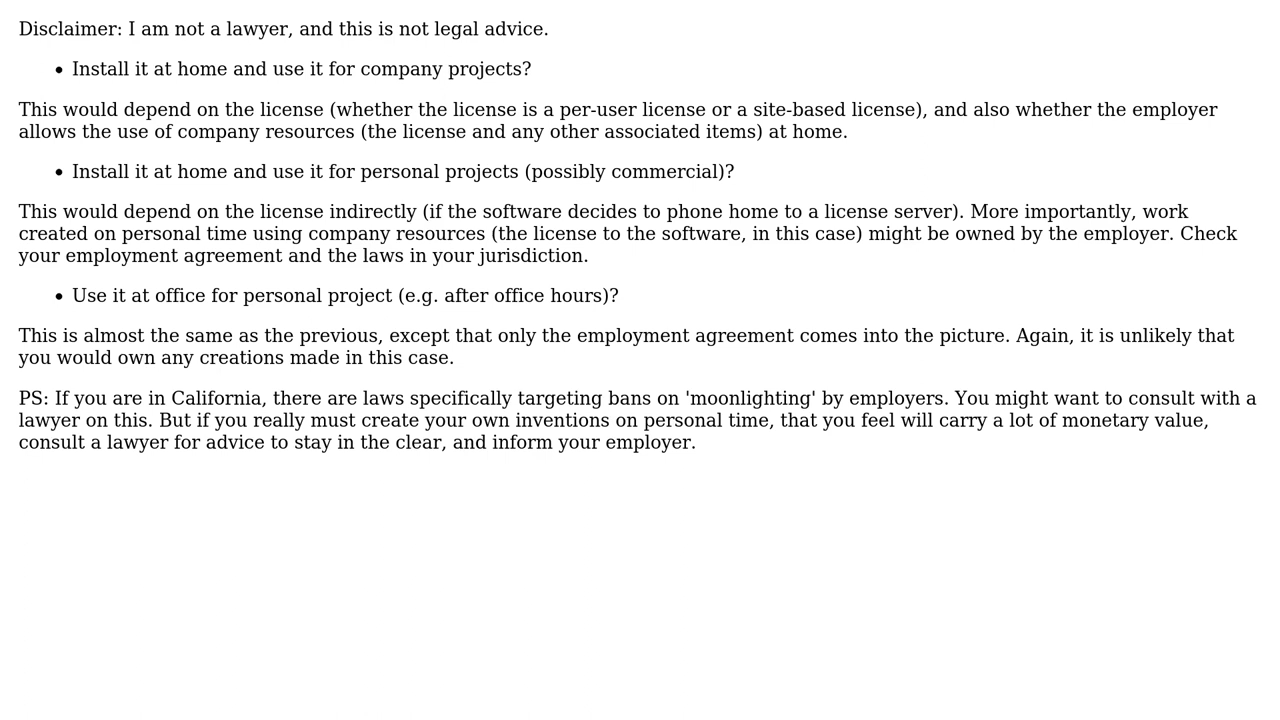 Disclaimer: I am not a lawyer, and this is not legal advice.
• Install it at home and use it for company projects?
This would depend on the license (whether the license is a per-user license or a site-based license), and also whether the employer
allows the use of company resources (the license and any other associated items) at home.
• Install it at home and use it for personal projects (possibly commercial)?
This would depend on the license indirectly (if the software decides to phone home to a license server). More importantly, work
created on personal time using company resources (the license to the software, in this case) might be owned by the employer. Check
your employment agreement and the laws in your jurisdiction.
• Use it at office for personal project (e.g. after office hours)?
This is almost the same as the previous, except that only the employment agreement comes into the picture. Again, it is unlikely that
you would own any creations made in this case.
PS: If you are in California, there are laws specifically targeting bans on 'moonlighting' by employers. You might want to consult with a
lawyer on this. But if you really must create your own inventions on personal time, that you feel will carry a lot of monetary value,
consult a lawyer for advice to stay in the clear, and inform your employer.